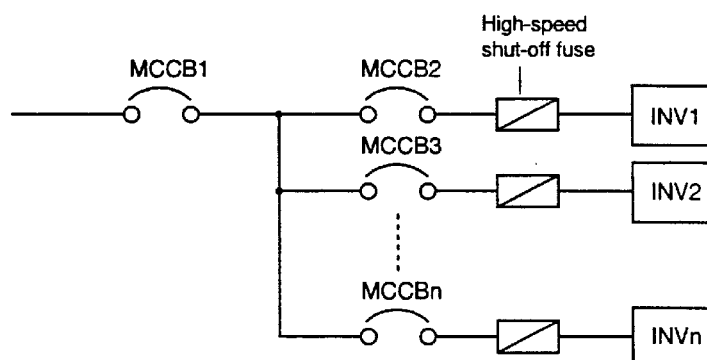 High-speed
shut-off fuse
MCCB1
MCCB2
INV1
MCCB3
INV2
MCCBn
INVn